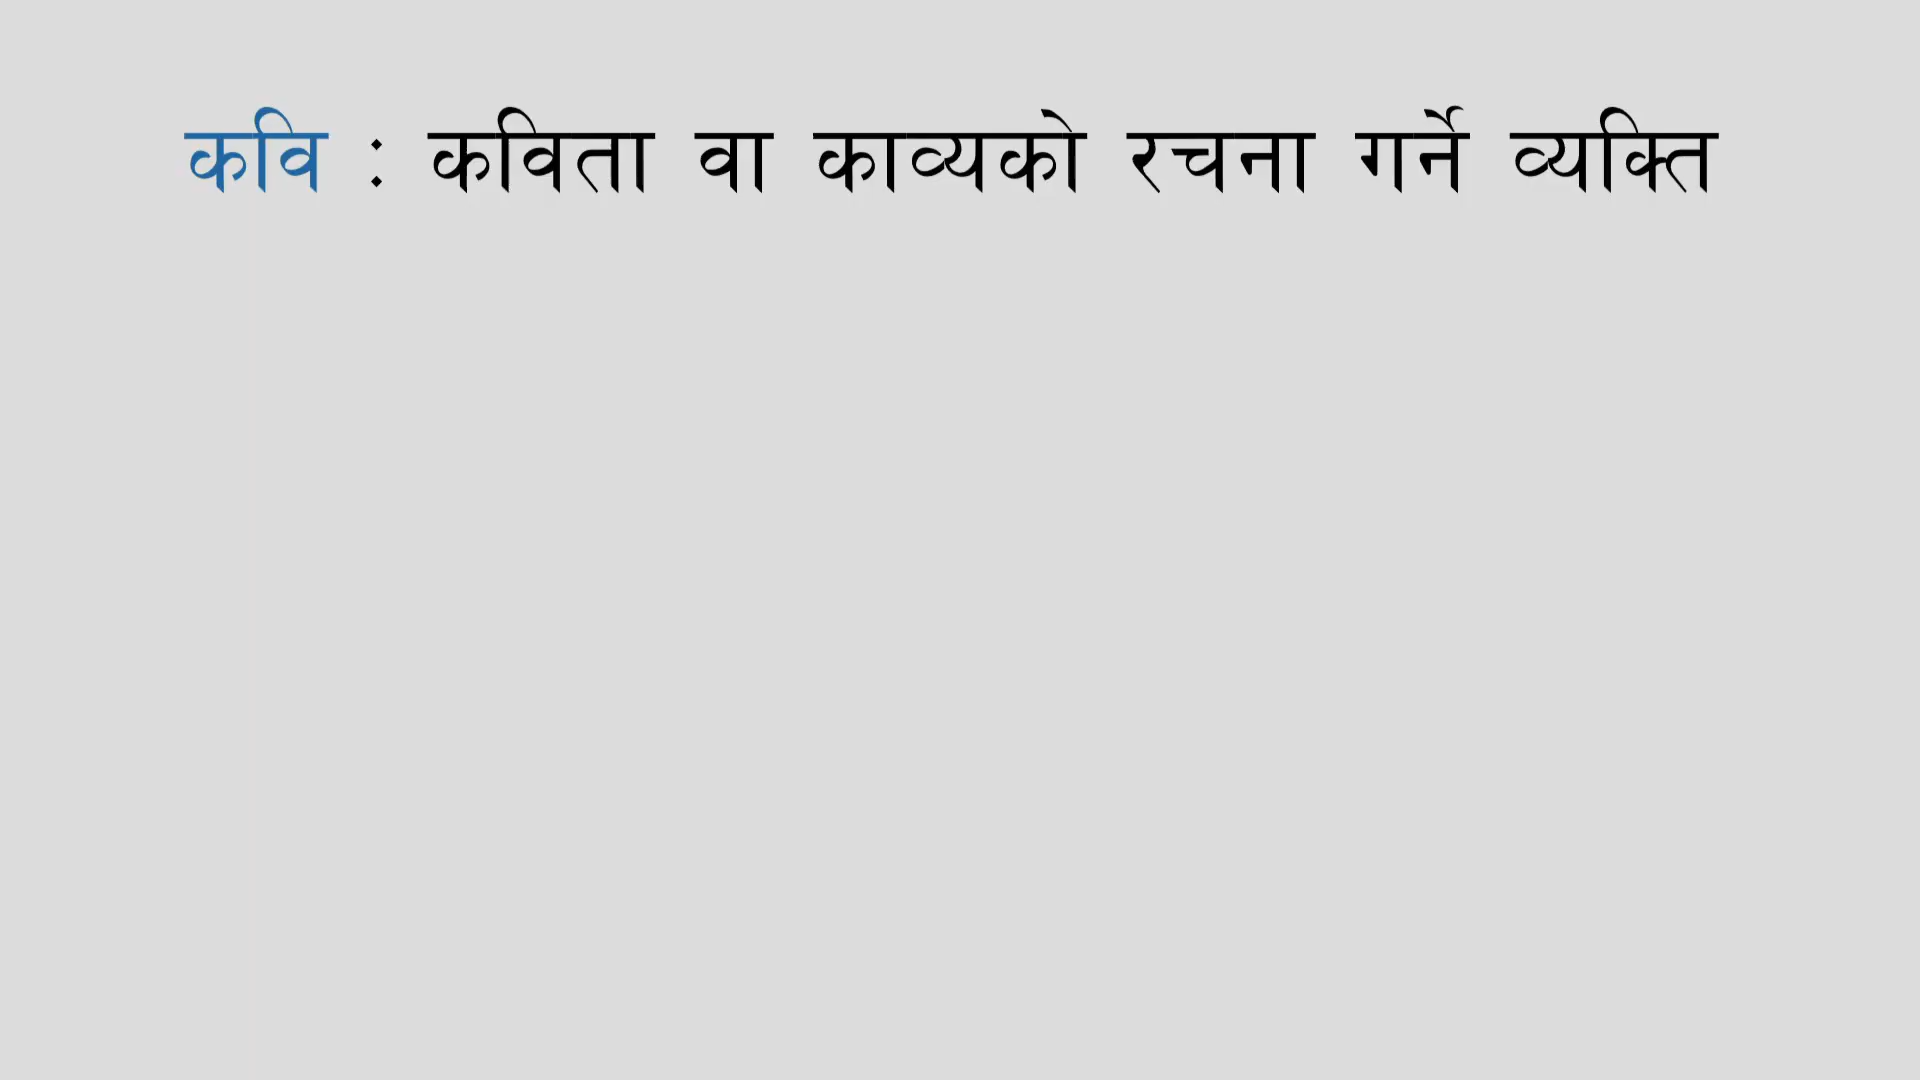 कवि : कविता वा काव्यको रचना गर्ने व्यक्ति